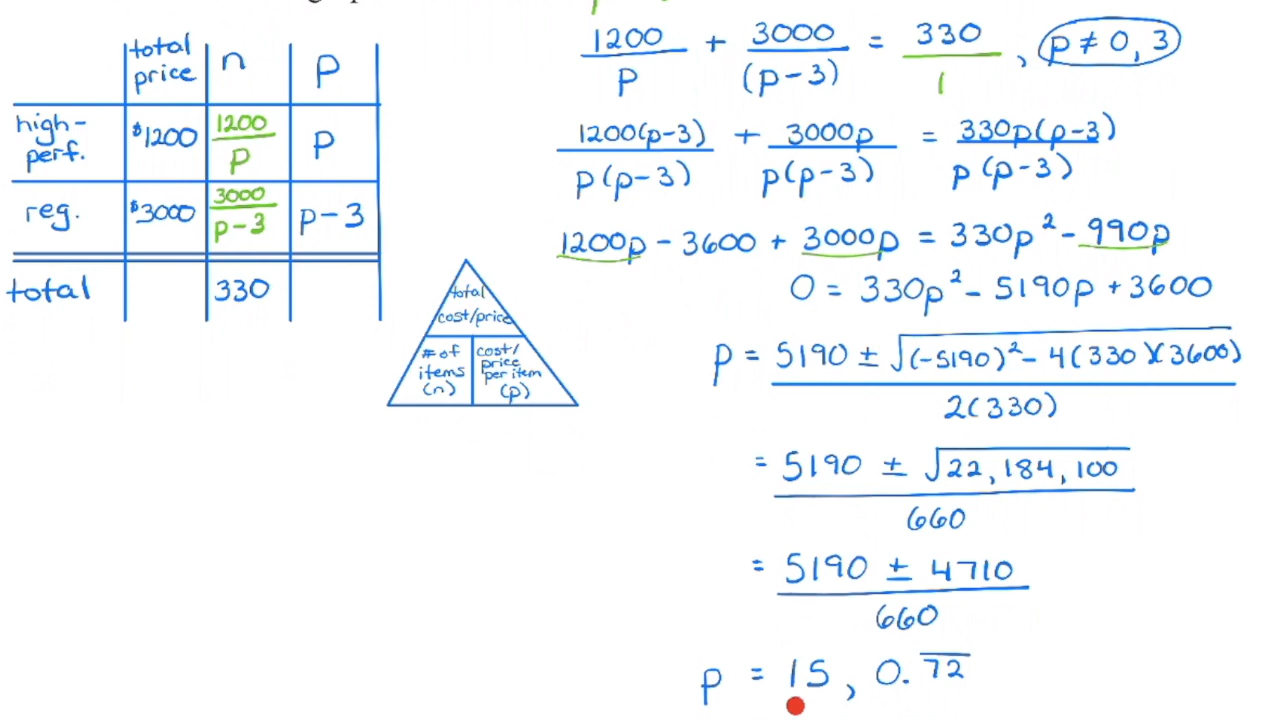 total price n p
high-perf. $1200 1200/p p
reg. $3000 3000/p-3 p-3
total 330
total cost/price
# of items (n)
cost/price per item (p)
1200/p + 3000/(p-3) = 330/1 , p ≠ 0, 3
1200(p-3)/p(p-3) + 3000p/p(p-3) = 330p(p-3)/p(p-3)
1200p - 3600 + 3000p = 330p² - 990p
0 = 330p² - 5190p + 3600
p = 5190 ± √(-5190)² - 4(330)(3600)/2(330)
= 5190 ± √22,184,100/660
= 5190 ± 4710/660
p = 15, 0.7̅2̅